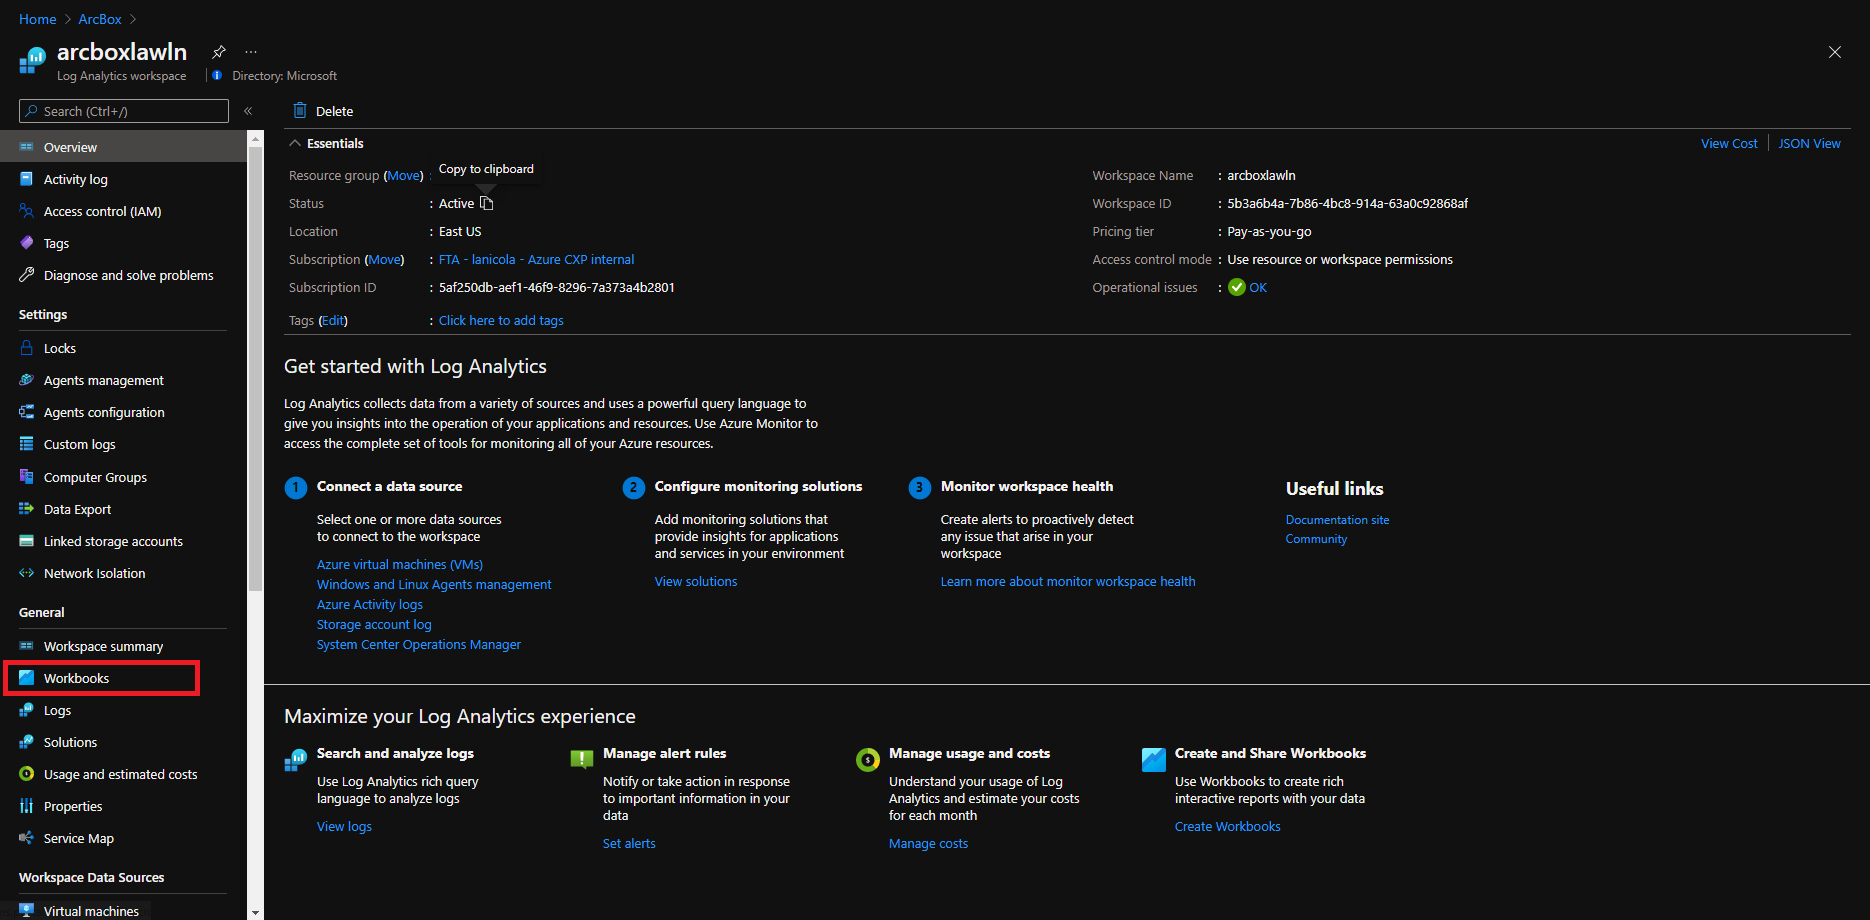 Home > ArcBox >
arcboxlawln ...
Log Analytics workspace | Directory: Microsoft
Search (Ctrl+/) «
Overview
Activity log
Access control (IAM)
Tags
Diagnose and solve problems
Settings
Locks
Agents management
Agents configuration
Custom logs
Computer Groups
Data Export
Linked storage accounts
Network Isolation
General
Workspace summary
Workbooks
Logs
Solutions
Usage and estimated costs
Properties
Service Map
Workspace Data Sources
Virtual machines
Delete
Essentials
View Cost | JSON View
Copy to clipboard
Resource group (Move) :
Status : Active
Location : East US
Subscription (Move) : FTA - lanicola - Azure CXP internal
Subscription ID : 5af250db-aef1-46f9-8296-7a373a4b2801
Tags (Edit) : Click here to add tags
Workspace Name : arcboxlawln
Workspace ID : 5b3a6b4a-7b86-4bc8-914a-63a0c92868af
Pricing tier : Pay-as-you-go
Access control mode : Use resource or workspace permissions
Operational issues : OK
Get started with Log Analytics
Log Analytics collects data from a variety of sources and uses a powerful query language to
give you insights into the operation of your applications and resources. Use Azure Monitor to
access the complete set of tools for monitoring all of your Azure resources.
1 Connect a data source
Select one or more data sources
to connect to the workspace
Azure virtual machines (VMs)
Windows and Linux Agents management
Azure Activity logs
Storage account log
System Center Operations Manager
2 Configure monitoring solutions
Add monitoring solutions that
provide insights for applications
and services in your environment
View solutions
3 Monitor workspace health
Create alerts to proactively detect
any issue that arise in your
workspace
Learn more about monitor workspace health
Useful links
Documentation site
Community
Maximize your Log Analytics experience
Search and analyze logs
Use Log Analytics rich query
language to analyze logs
View logs
Manage alert rules
Notify or take action in response
to important information in your
data
Set alerts
Manage usage and costs
Understand your usage of Log
Analytics and estimate your costs
for each month
Manage costs
Create and Share Workbooks
Use Workbooks to create rich
interactive reports with your data
Create Workbooks